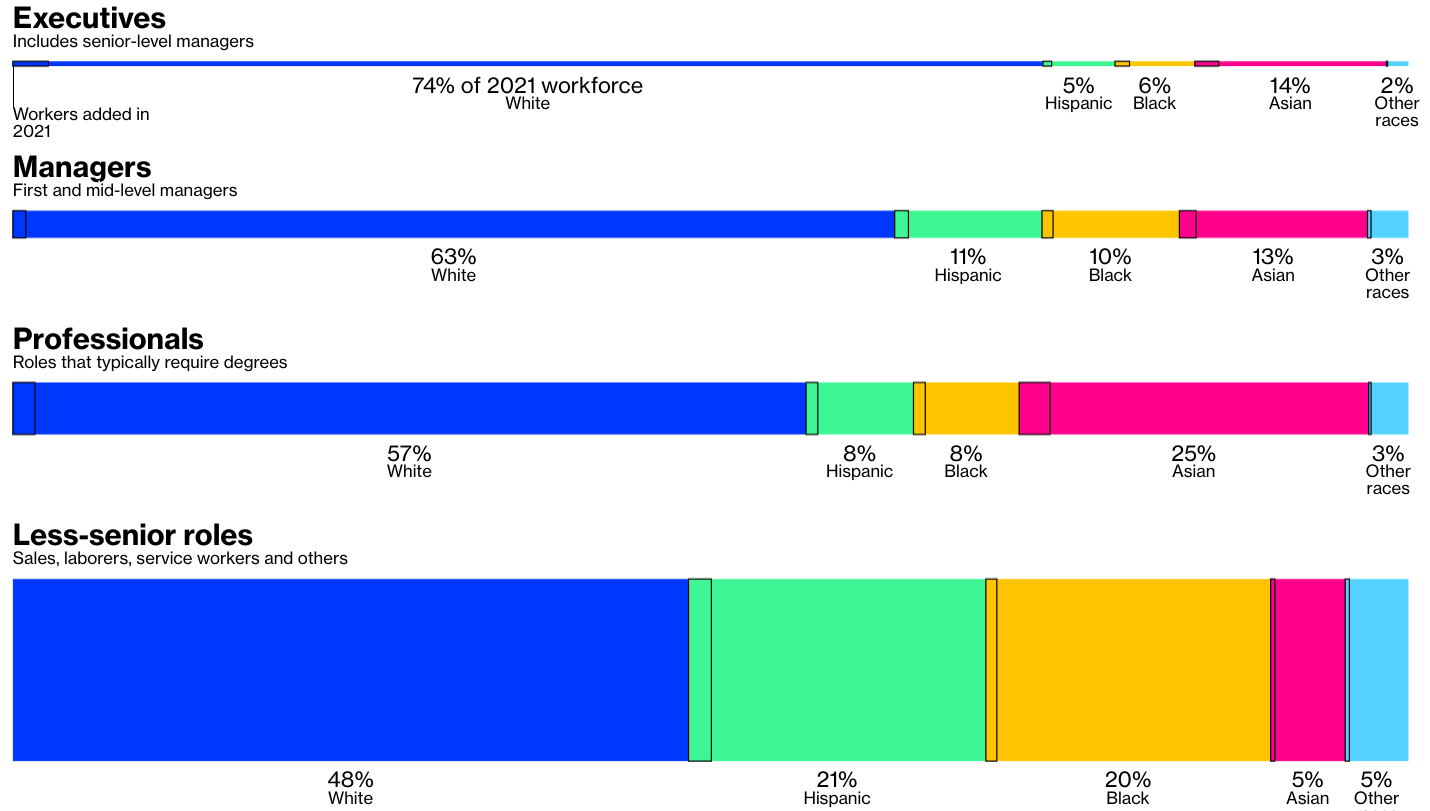 Executives
Includes senior-level managers
74% of 2021 workforce
White
5%
Hispanic
6%
Black
14%
Asian
2%
Other
races
Workers added in
2021
Managers
First and mid-level managers
63%
White
11%
Hispanic
10%
Black
13%
Asian
3%
Other
races
Professionals
Roles that typically require degrees
57%
White
8%
Hispanic
8%
Black
25%
Asian
3%
Other
races
Less-senior roles
Sales, laborers, service workers and others
48%
White
21%
Hispanic
20%
Black
5%
Asian
5%
Other